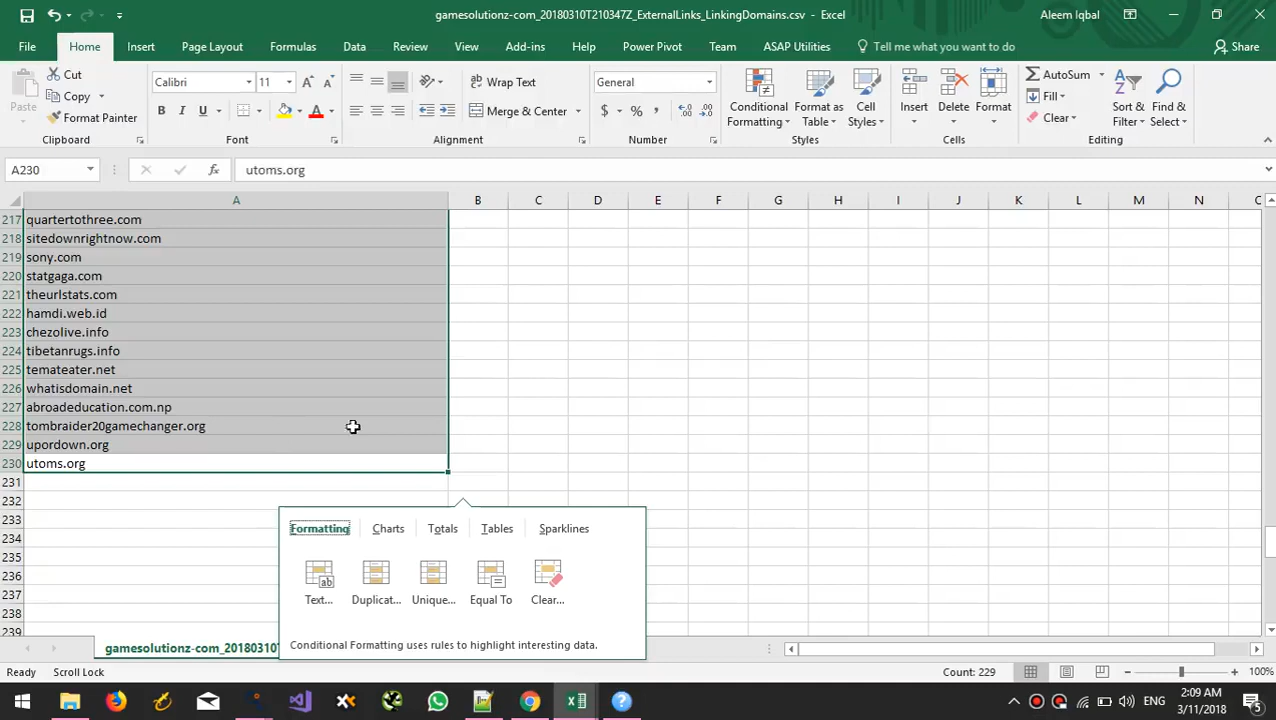 gamesolutionz-com_20180310T210347Z_ExternalLinks_LinkingDomains.csv - Excel
Aleem Iqbal
File Home Insert Page Layout Formulas Data Review View Add-ins Help Power Pivot Team ASAP Utilities Tell me what you want to do Share
Paste
Cut
Copy
Format Painter
Clipboard
Calibri 11
B I U
Font
Wrap Text
Merge & Center
Alignment
General
$ % ,
Number
Conditional Formatting
Format as Table
Cell Styles
Styles
Insert
Delete
Format
Cells
AutoSum
Fill
Clear
Sort & Filter
Find & Select
Editing
A230 fx utoms.org
A B C D E F G H I J K L M N O
217 quartertothree.com
218 sitedownrightnow.com
219 sony.com
220 statgaga.com
221 theurlstats.com
222 hamdi.web.id
223 chezolive.info
224 tibetanrugs.info
225 temateater.net
226 whatisdomain.net
227 abroadeducation.com.np
228 tombraider20gamechanger.org
229 upordown.org
230 utoms.org
231
232
233
234
235
236
237
238
239
Formatting Charts Totals Tables Sparklines
Text... Duplicat... Unique... Equal To Clear...
Conditional Formatting uses rules to highlight interesting data.
gamesolutionz-com_20180310T
Ready Scroll Lock Count: 229 100%
ENG
2:09 AM
3/11/2018
5